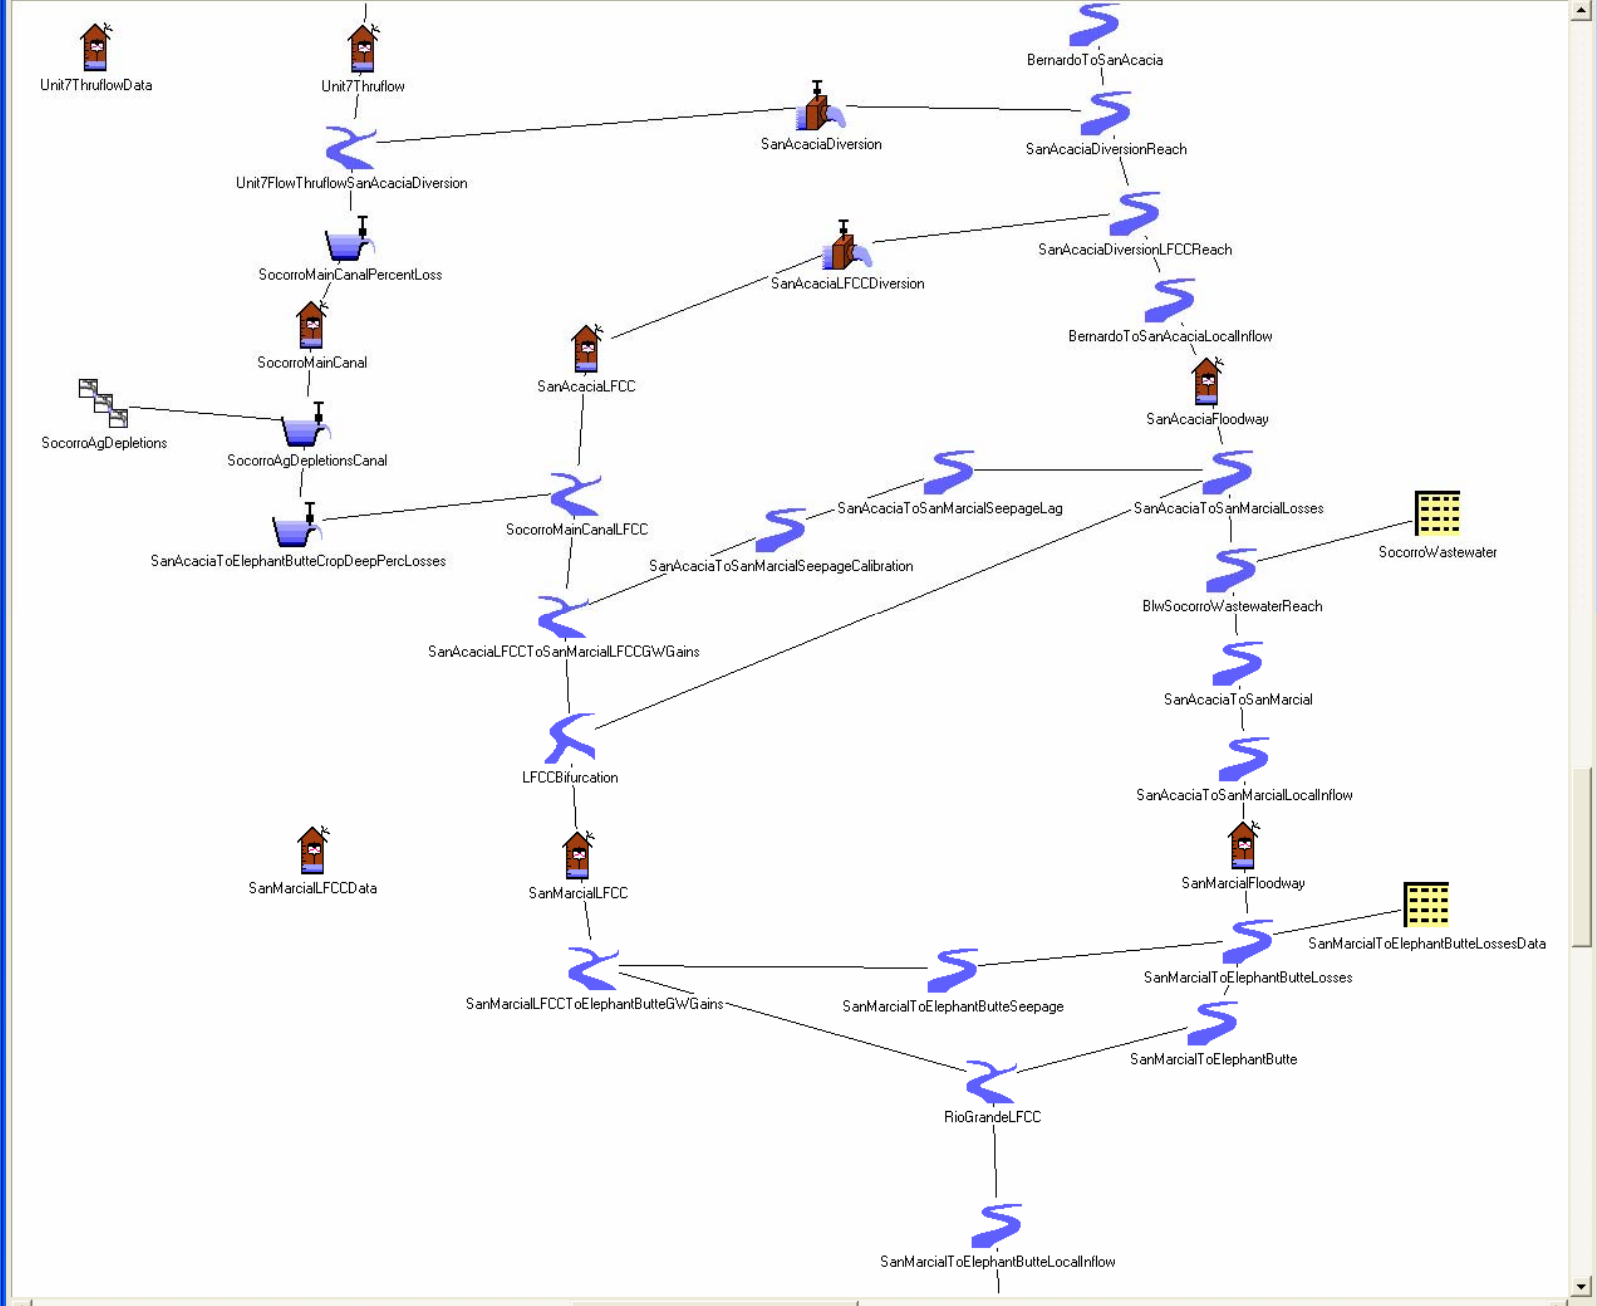 BernardoToSanAcacia
Unit7ThruflowData
Unit7Thruflow
SanAcaciaDiversion
SanAcaciaDiversionReach
Unit7FlowThruflowSanAcaciaDiversion
SanAcaciaDiversionLFCCReach
SocorroMainCanalPercentLoss
SanAcaciaLFCCDiversion
BernardoToSanAcaciaLocalInflow
SocorroMainCanal
SanAcaciaLFCC
SanAcaciaFloodway
SocorroAgDepletions
SocorroAgDepletionsCanal
SanAcaciaToSanMarcialSeepageLag
SanAcaciaToSanMarcialLosses
SocorroMainCanalLFCC
SocorroWastewater
SanAcaciaToElephantButteCropDeepPercLosses
SanAcaciaToSanMarcialSeepageCalibration
BlwSocorroWastewaterReach
SanAcaciaLFCCToSanMarcialLFCCGWGains
SanAcaciaToSanMarcial
LFCCBifurcation
SanAcaciaToSanMarcialLocalInflow
SanMarcialLFCCData
SanMarcialLFCC
SanMarcialFloodway
SanMarcialToElephantButteLossesData
SanMarcialToElephantButteLosses
SanMarcialLFCCToElephantButteGWGains
SanMarcialToElephantButteSeepage
SanMarcialToElephantButte
RioGrandeLFCC
SanMarcialToElephantButteLocalInflow